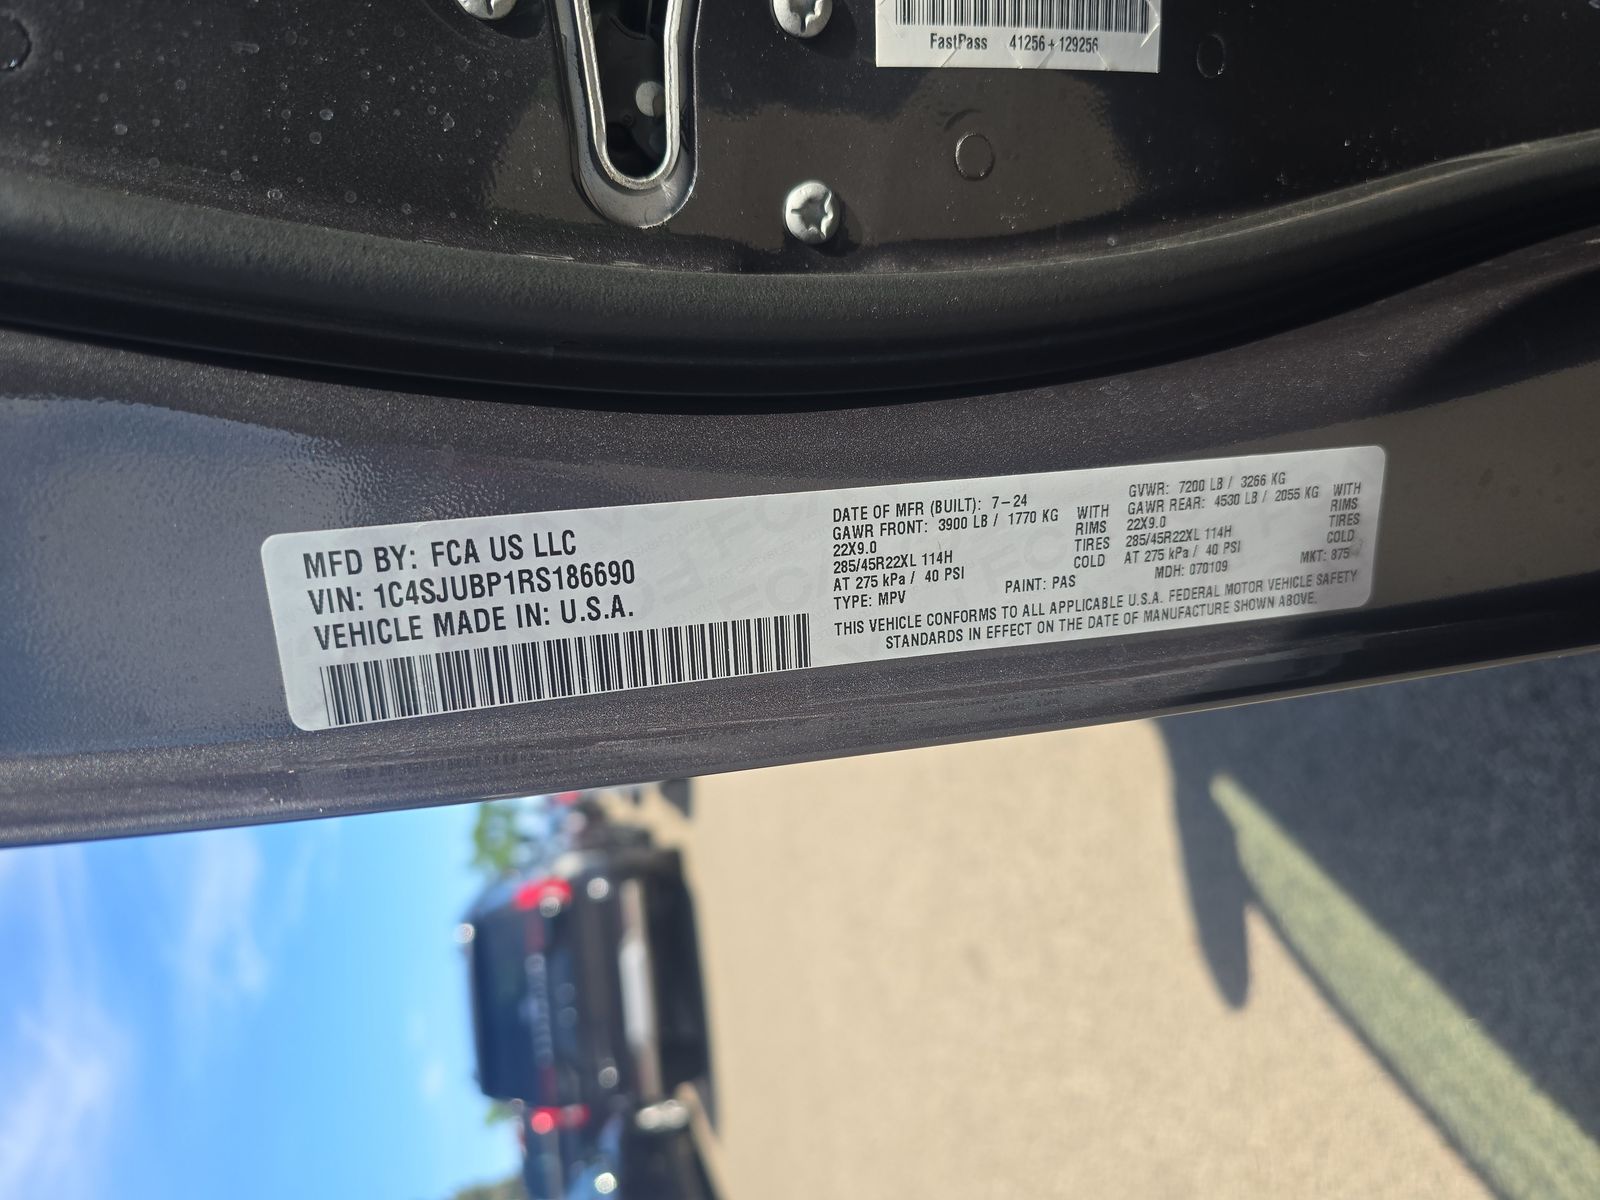 FastPass 41256+129256
MFD BY: FCA US LLC
VIN: 1C4SJUBP1RS186690
VEHICLE MADE IN: U.S.A.
DATE OF MFR (BUILT): 7-24
GAWR FRONT: 3900 LB / 1770 KG WITH
22X9.0 RIMS
285/45R22XL 114H TIRES
AT 275 kPa / 40 PSI COLD
TYPE: MPV
PAINT: PAS
GVWR: 7200 LB / 3266 KG
GAWR REAR: 4530 LB / 2055 KG WITH
22X9.0 RIMS
285/45R22XL 114H TIRES
AT 275 kPa / 40 PSI COLD
MDH: 070109
MKT: 875
THIS VEHICLE CONFORMS TO ALL APPLICABLE U.S.A. FEDERAL MOTOR VEHICLE SAFETY
STANDARDS IN EFFECT ON THE DATE OF MANUFACTURE SHOWN ABOVE.